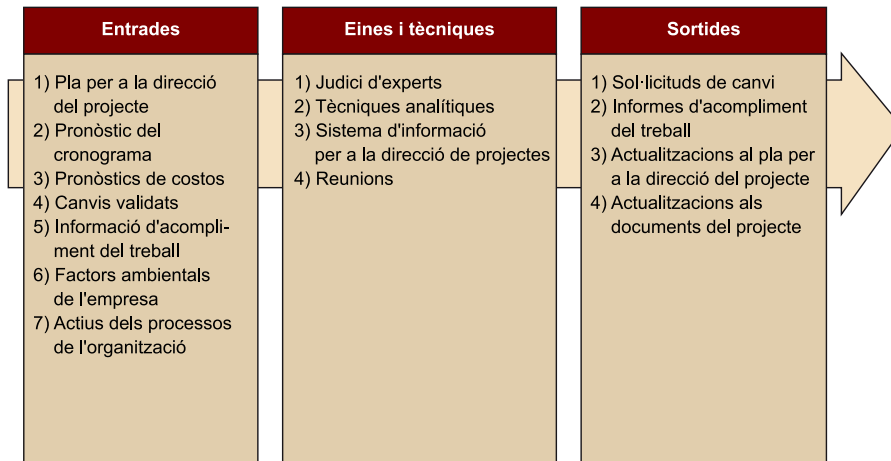 Entrades
1) Pla per a la direcció
del projecte
2) Pronòstic del
cronograma
3) Pronòstics de costos
4) Canvis validats
5) Informació d'acompli-
ment del treball
6) Factors ambientals
de l'empresa
7) Actius dels processos
de l'organització
Eines i tècniques
1) Judici d'experts
2) Tècniques analítiques
3) Sistema d'informació
per a la direcció de projectes
4) Reunions
Sortides
1) Sol·licituds de canvi
2) Informes d'acompliment
del treball
3) Actualitzacions al pla per
a la direcció del projecte
4) Actualitzacions als
documents del projecte